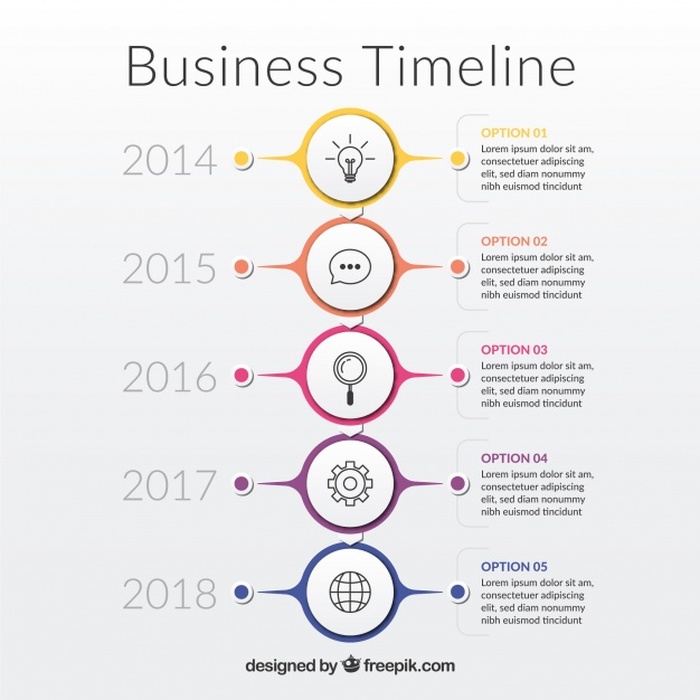 Business Timeline
2014
OPTION 01
Lorem ipsum dolor sit am,
consectetuer adipiscing
elit, sed diam nonummy
nibh euismod tincidunt
2015
OPTION 02
Lorem ipsum dolor sit am,
consectetuer adipiscing
elit, sed diam nonummy
nibh euismod tincidunt
2016
OPTION 03
Lorem ipsum dolor sit am,
consectetuer adipiscing
elit, sed diam nonummy
nibh euismod tincidunt
2017
OPTION 04
Lorem ipsum dolor sit am,
consectetuer adipiscing
elit, sed diam nonummy
nibh euismod tincidunt
2018
OPTION 05
Lorem ipsum dolor sit am,
consectetuer adipiscing
elit, sed diam nonummy
nibh euismod tincidunt
designed by freepik.com